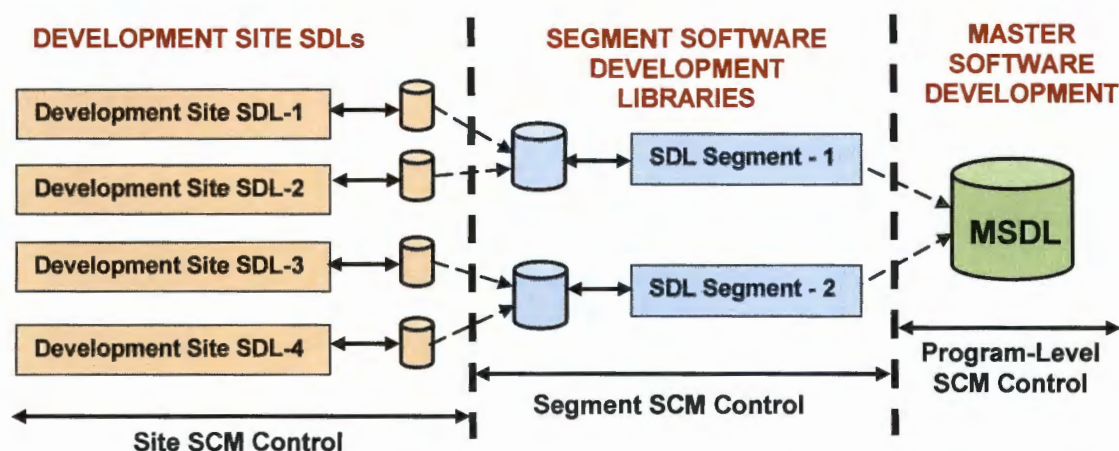 DEVELOPMENT SITE SDLs
Development Site SDL-1
Development Site SDL-2
Development Site SDL-3
Development Site SDL-4
Site SCM Control
SEGMENT SOFTWARE
DEVELOPMENT
LIBRARIES
SDL Segment - 1
SDL Segment - 2
Segment SCM Control
MASTER
SOFTWARE
DEVELOPMENT
MSDL
Program-Level
SCM Control